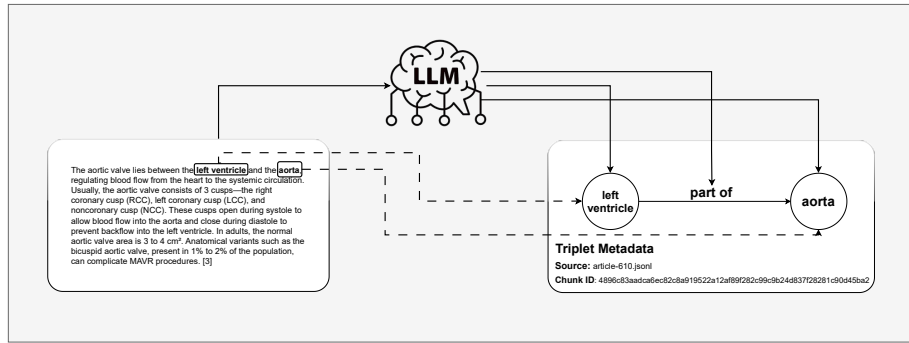 LLM
The aortic valve lies between the left ventricle and the aorta,
regulating blood flow from the heart to the systemic circulation.
Usually, the aortic valve consists of 3 cusps—the right
coronary cusp (RCC), left coronary cusp (LCC), and
noncoronary cusp (NCC). These cusps open during systole to
allow blood flow into the aorta and close during diastole to
prevent backflow into the left ventricle. In adults, the normal
aortic valve area is 3 to 4 cm². Anatomical variants such as the
bicuspid aortic valve, present in 1% to 2% of the population,
can complicate MAVR procedures. [3]
left
ventricle
part of
aorta
Triplet Metadata
Source: article-610.jsonl
Chunk ID: 4896c83aadca6ec82c8a919522a12af89f282c99c9b24d837f28281c90d45ba2